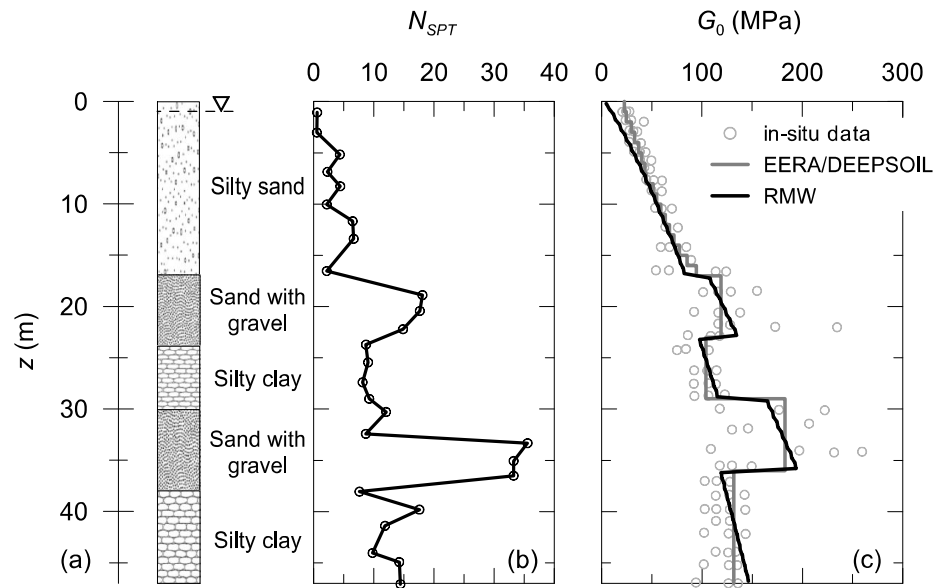 N_SPT
G_0 (MPa)
0 10 20 30 40
0 100 200 300
z (m)
0
10
20
30
40
Silty sand
Sand with
gravel
Silty clay
Sand with
gravel
Silty clay
in-situ data
EERA/DEEPSOIL
RMW
(a)
(b)
(c)